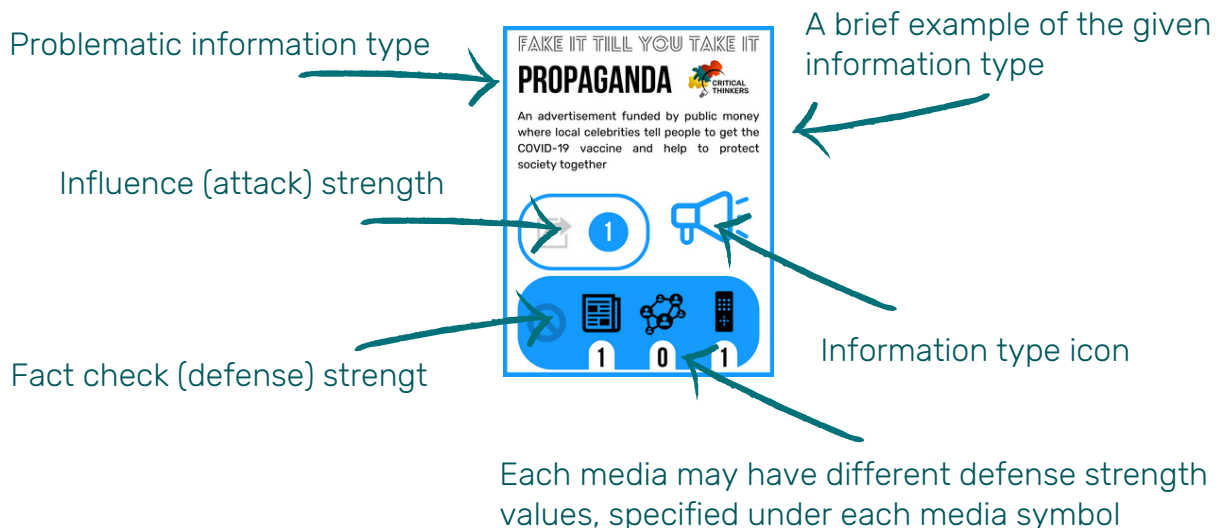 Problematic information type
FAKE IT TILL YOU TAKE IT
PROPAGANDA
CRITICAL
THINKERS
An advertisement funded by public money
where local celebrities tell people to get the
COVID-19 vaccine and help to protect
society together
A brief example of the given
information type
Influence (attack) strength
1
Fact check (defense) strengt
1 0 1
Information type icon
Each media may have different defense strength
values, specified under each media symbol